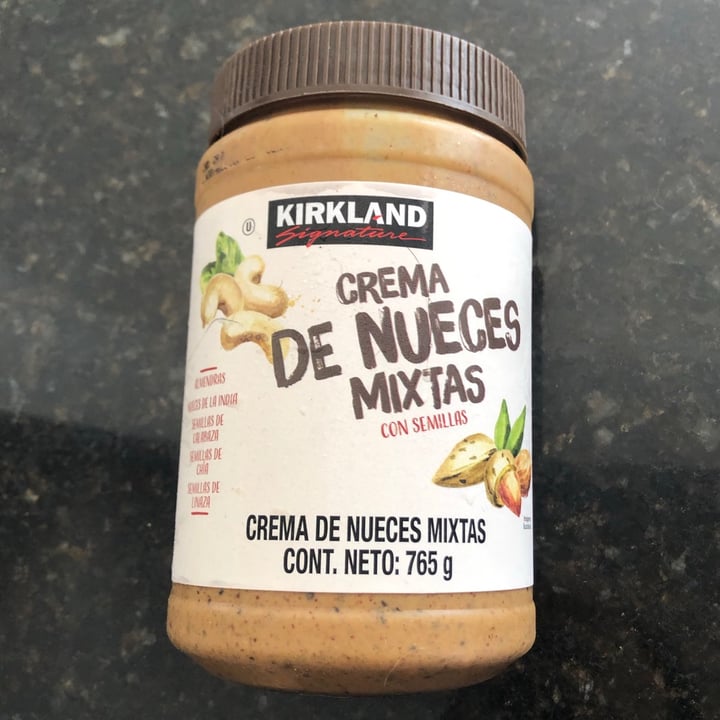 U
KIRKLAND
Signature
CREMA
DE NUECES
MIXTAS
CON SEMILLAS
ALMENDRAS
NUECES DE LA INDIA
SEMILLAS DE
CALABAZA
SEMILLAS DE
CHÍA
SEMILLAS DE
LINAZA
CREMA DE NUECES MIXTAS
CONT. NETO: 765 g